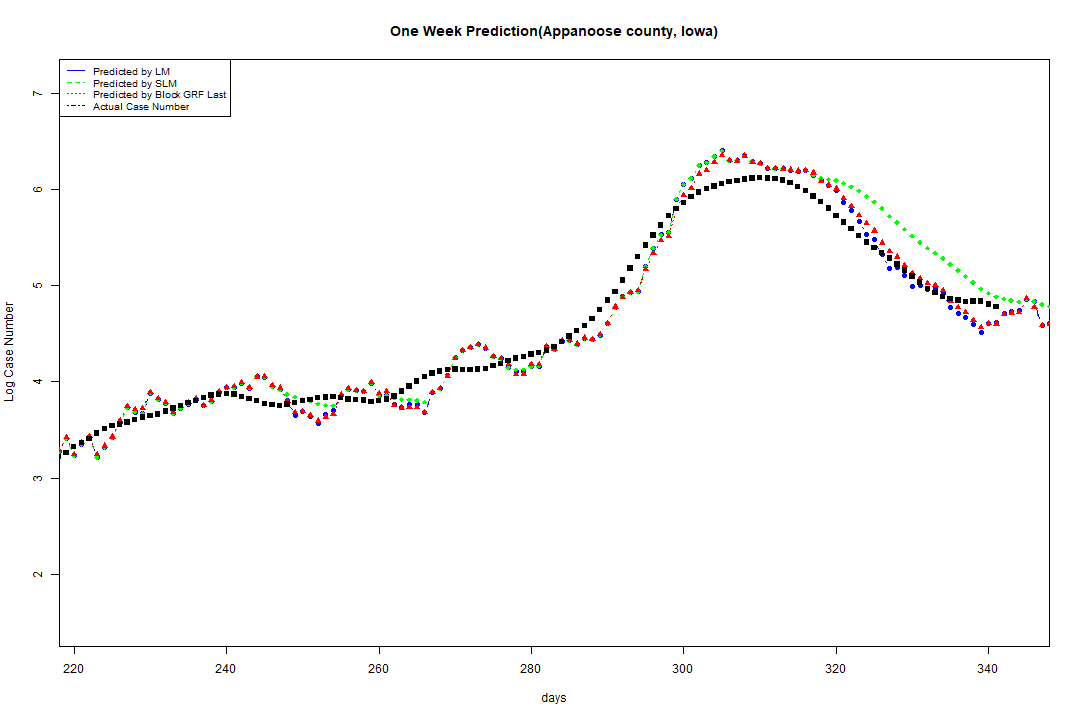 One Week Prediction(Appanoose county, Iowa)
Predicted by LM
Predicted by SLM
Predicted by Block GRF Last
Actual Case Number
7
6
5
4
3
2
Log Case Number
220 240 260 280 300 320 340
days